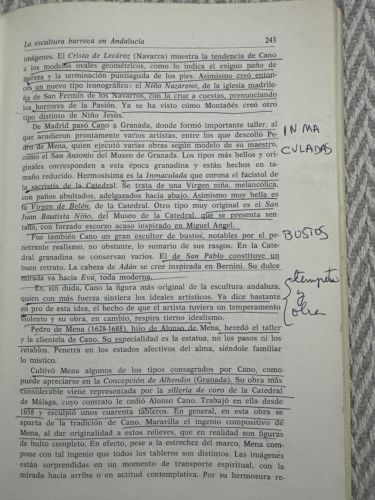 La escultura barroca en Andalucía 243
imágenes. El Cristo de Lecároz (Navarra) muestra la tendencia de Cano
a los modelos ovales geométricos, como lo indica el exiguo paño de
pureza y la terminación puntiaguda de los pies. Asimismo creó enton-
ces un nuevo tipo iconográfico: el Niño Nazareno, de la iglesia madrile-
ña de San Fermín de los Navarros, con la cruz a cuestas, prenunciando
los horrores de la Pasión. Ya se ha visto cómo Montañés creó otro
tipo distinto de Niño Jesús.
De Madrid pasó Cano a Granada, donde formó importante taller, al
que acudieron prontamente varios artistas, entre los que descolló Pe-
dro de Mena, quien ejecutó varias obras según modelo de su maestro,
como el San Antonio del Museo de Granada. Los tipos más bellos y ori-
ginales corresponden a esta época granadina y están hechos en ta-
maño reducido. Hermosísima es la Inmaculada que corona el facistol de
la sacristía de la Catedral. Se trata de una Virgen niña, melancólica,
con paños abultados, adelgazados hacia abajo. Asimismo muy bella es
la Virgen de Belén, de la Catedral. Otro tipo muy original es el San
Juan Bautista Niño, del Museo de la Catedral, que se presenta sen-
tado, con forzado escorzo acaso inspirado en Miguel Angel.
Fue también Cano un gran escultor de bustos, notables por el pe-
netrante realismo, no obstante, lo sumario de sus rasgos. En la Cate-
dral granadina se conservan varios. El de San Pablo constituye un
buen retrato. La cabeza de Adán se cree inspirada en Bernini. Su dulce
mirada va hacia Eva, toda moderna.
Es, sin duda, Cano la figura más original de la escultura andaluza,
quien con más fuerza sintiera los ideales artísticos. Ya dice bastante
en pro de esta idea, el hecho de que el artista tuviera un temperamento
violento y su obra, en cambio, respira tierno idealismo.
Pedro de Mena (1628-1688), hijo de Alonso de Mena, heredó el taller
y la clientela de Cano. Su especialidad es la estatua, no los pasos ni los
retablos. Penetra en los estados afectivos del alma, siéndole familiar
lo místico.
Cultivó Mena algunos de los tipos consagrados por Cano, como
puede apreciarse en la Concepción de Alhendín (Granada). Su obra más
considerable viene representada por la sillería de coro de la Catedral
de Málaga, cuyo contrato le cedió Alonso Cano. Trabajó en ella desde
1658 y esculpió unos cuarenta tableros. En general, en esta obra se
aparta de la tradición de Cano. Maravilla el ingenio compositivo de
Mena, al dar originalidad a estos relieves, que en realidad son figuras
de bulto completo. En efecto, pese a la estrechez del marco, Mena com-
pone con tal ingenio que todos los tableros son distintos. Las imágenes
están sorprendidas en un momento de transporte espiritual, con la
mirada hacia arriba o en actitud contemplativa. Por su hermosura re-
INMA
CULADAS
BUSTOS
y
obra